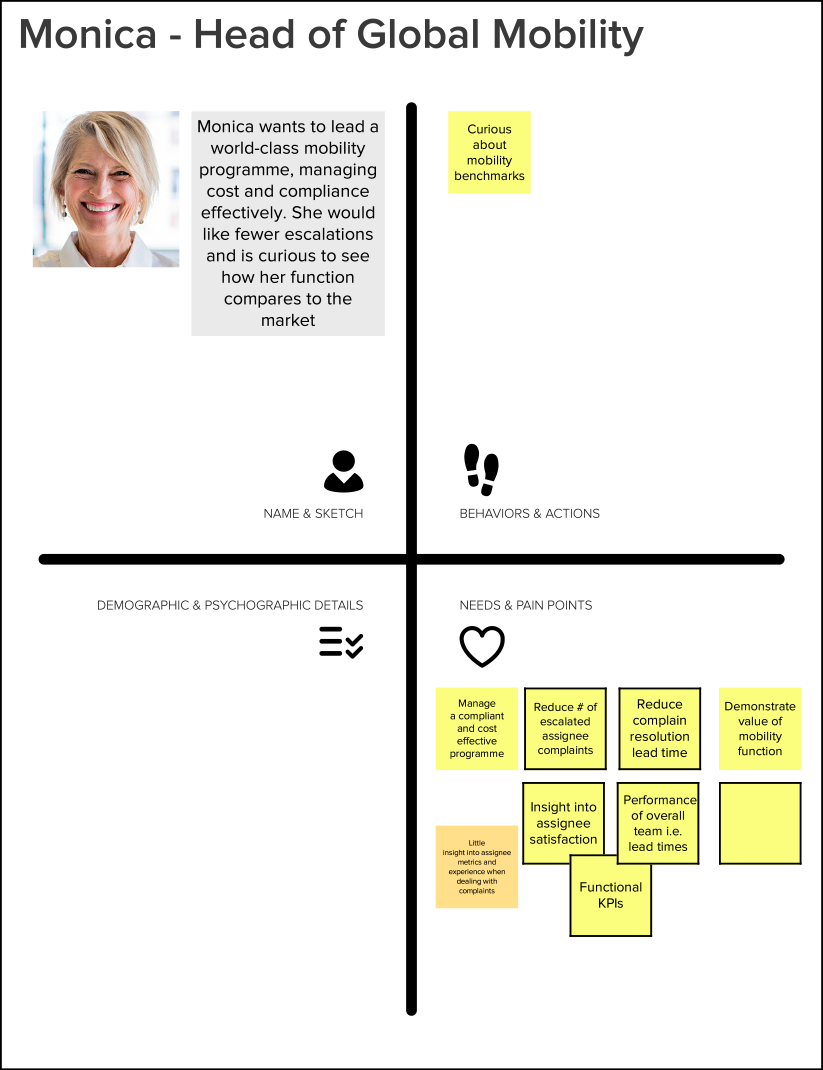 Monica - Head of Global Mobility
Monica wants to lead a
world-class mobility
programme, managing
cost and compliance
effectively. She would
like fewer escalations
and is curious to see
how her function
compares to the
market
Curious
about
mobility
benchmarks
NAME & SKETCH
BEHAVIORS & ACTIONS
DEMOGRAPHIC & PSYCHOGRAPHIC DETAILS
NEEDS & PAIN POINTS
Manage
a compliant
and cost
effective
programme
Reduce # of
escalated
assignee
complaints
Reduce
complain
resolution
lead time
Demonstrate
value of
mobility
function
Insight into
assignee
satisfaction
Performance
of overall
team i.e.
lead times
Little
insight into assignee
metrics and
experience when
dealing with
complaints
Functional
KPIs